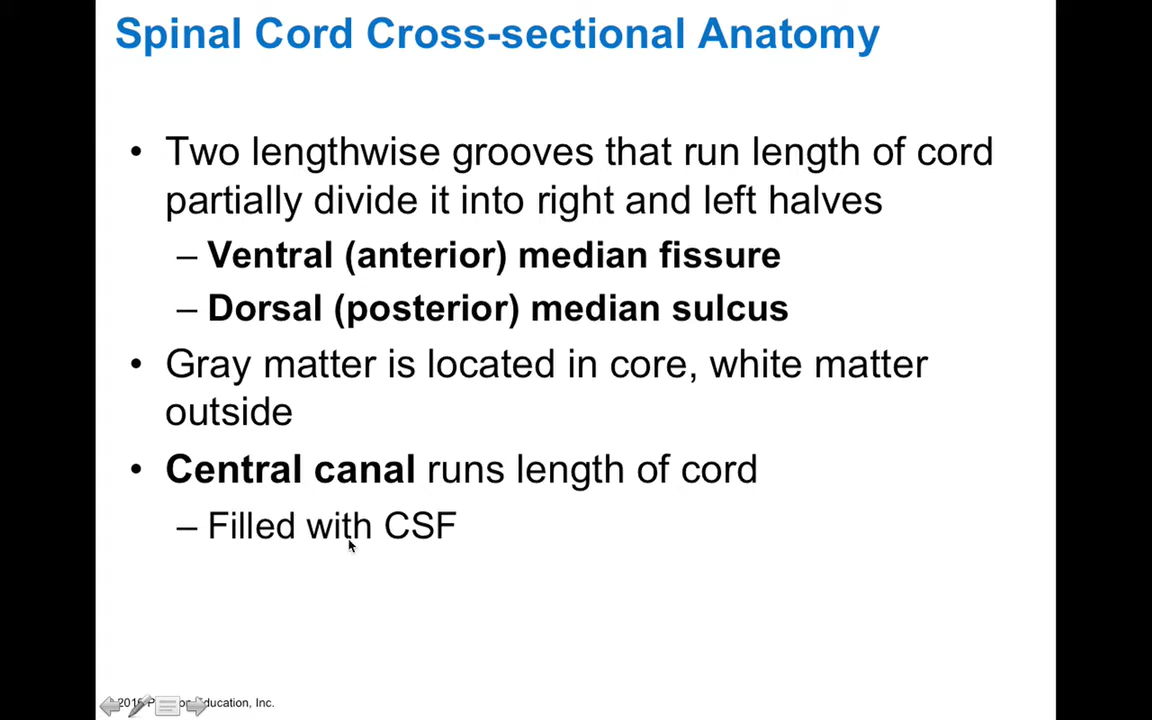 Spinal Cord Cross-sectional Anatomy
• Two lengthwise grooves that run length of cord
partially divide it into right and left halves
– Ventral (anterior) median fissure
– Dorsal (posterior) median sulcus
• Gray matter is located in core, white matter
outside
• Central canal runs length of cord
– Filled with CSF
Education, Inc.